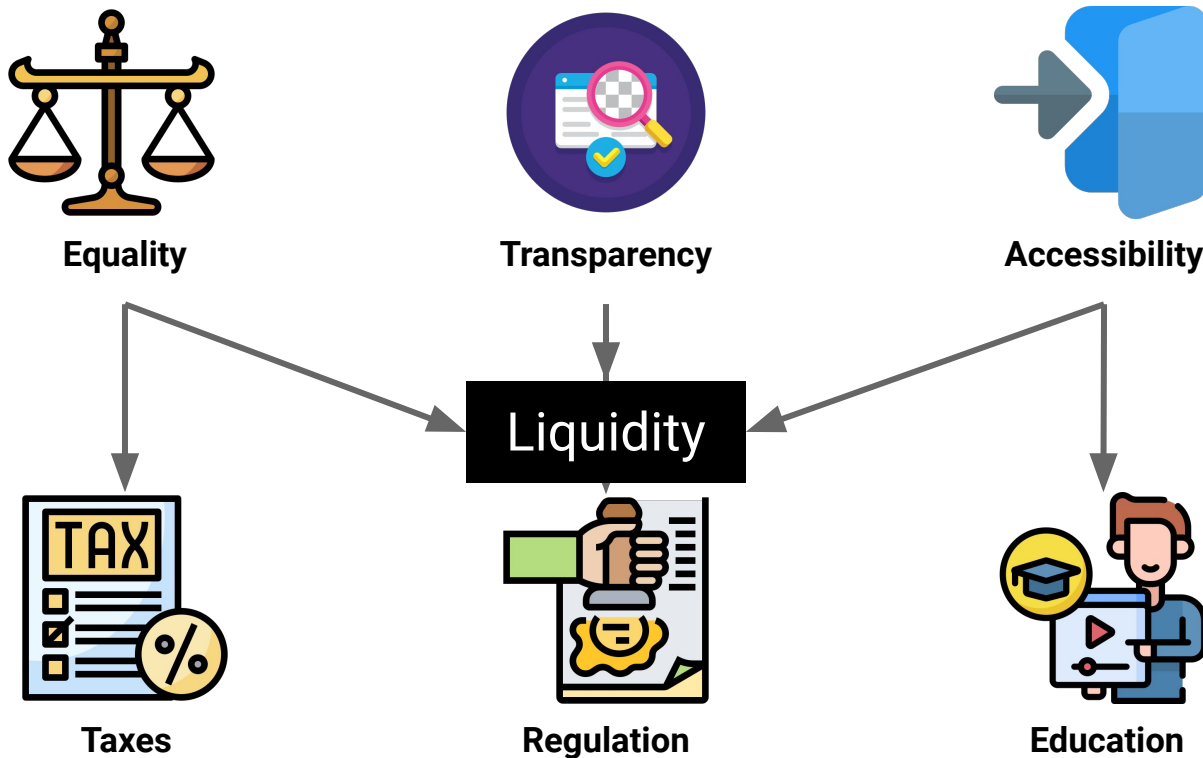 Equality
Transparency
Accessibility
Liquidity
TAX
%
Taxes
Regulation
Education